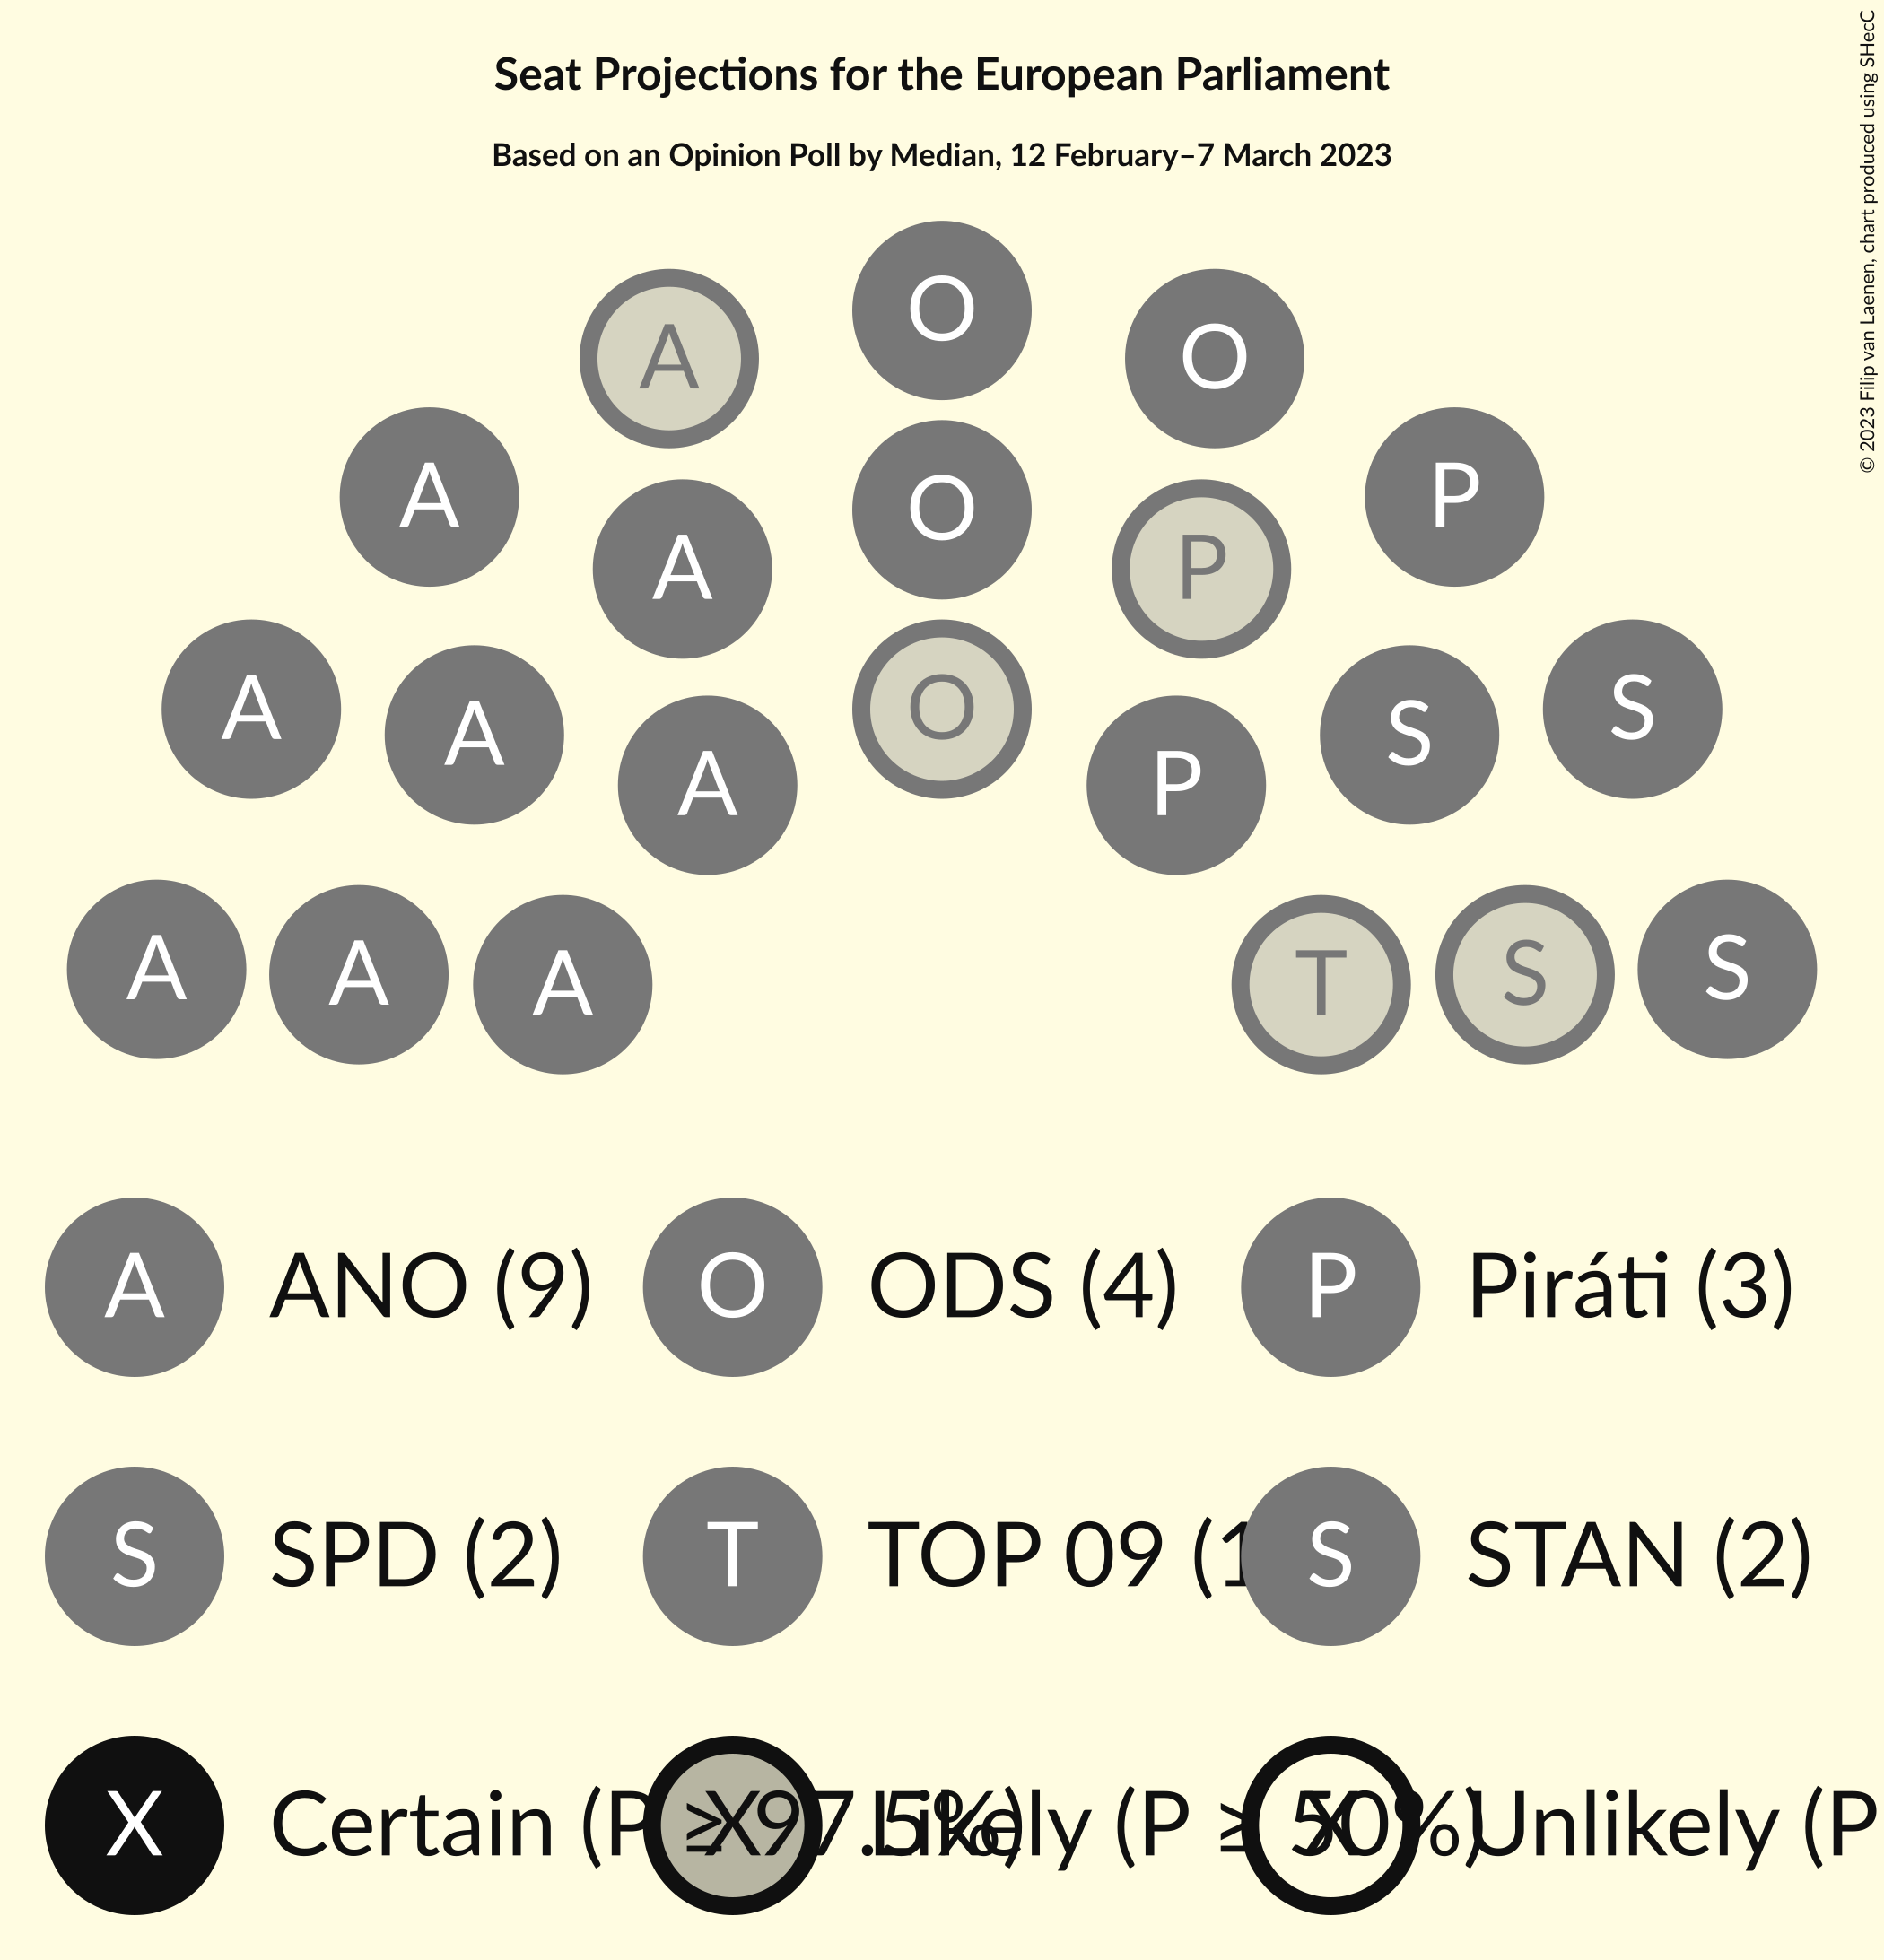 Seat Projections for the European Parliament
Based on an Opinion Poll by Median, 12 February–7 March 2023
© 2023 Filip van Laenen, chart produced using SHecC
O
A O
A O P
A P
A O S
A A P S
A A A T S S
A ANO (9) O ODS (4) P Piráti (3)
S SPD (2) T TOP 09 (1 S STAN (2)
X Certain (P ≥ 97.5%) X Likely (P ≥ 50%) X Unlikely (P